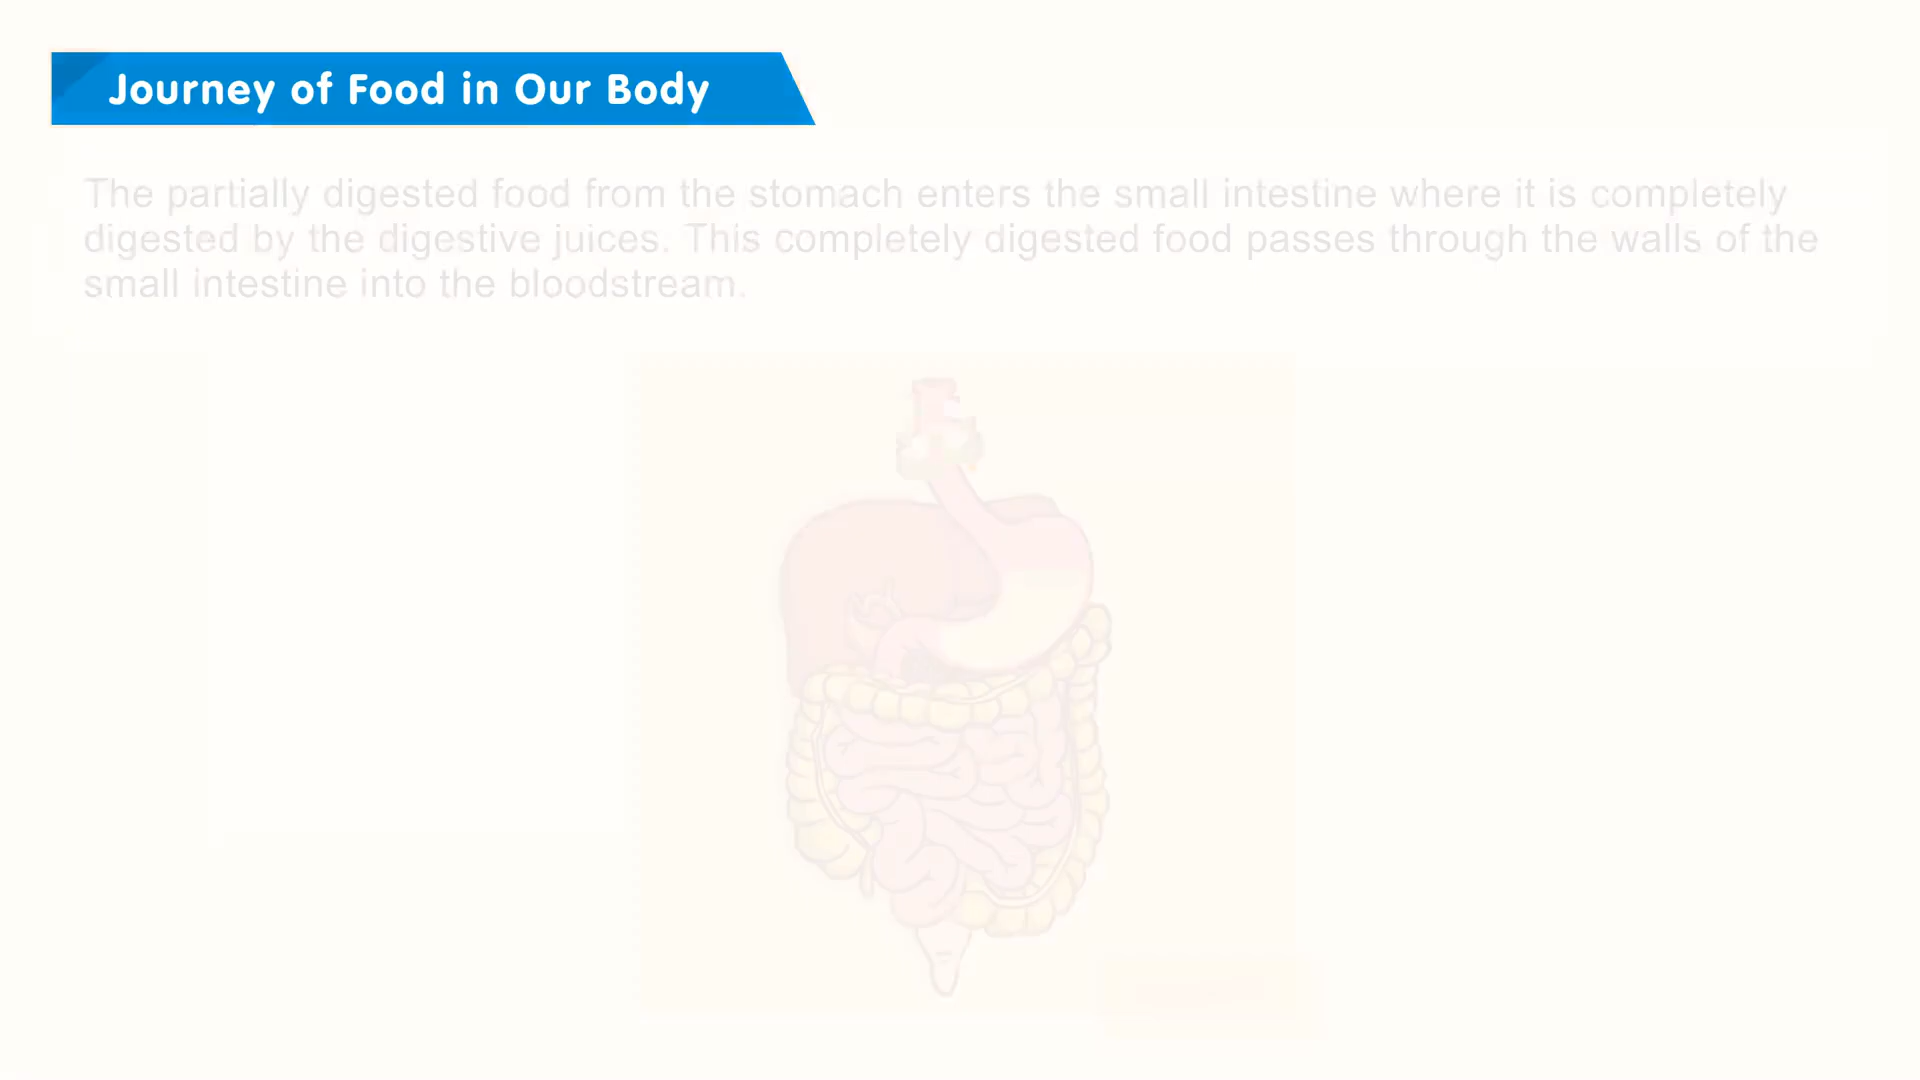 Journey of Food in Our Body
The partially digested food from the stomach enters the small intestine where it is completely
digested by the digestive juices. This completely digested food passes through the walls of the
small intestine into the bloodstream.